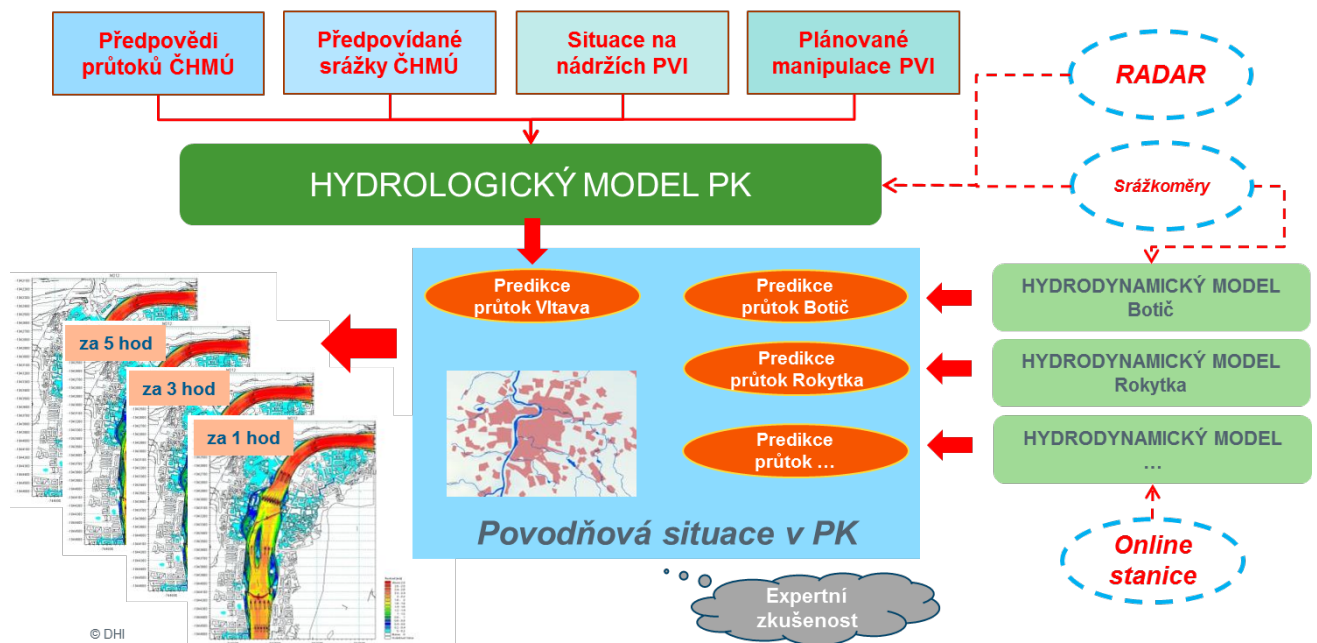 Předpovědi
průtoků ČHMÚ
Předpovídané
srážky ČHMÚ
Situace na
nádržích PVI
Plánované
manipulace PVI
RADAR
HYDROLOGICKÝ MODEL PK
Srážkoměry
Predikce
průtok Vltava
Predikce
průtok Botič
HYDRODYNAMICKÝ MODEL
Botič
Predikce
průtok Rokytka
HYDRODYNAMICKÝ MODEL
Rokytka
Predikce
průtok ...
HYDRODYNAMICKÝ MODEL
...
za 5 hod
za 3 hod
za 1 hod
Povodňová situace v PK
Online
stanice
Expertní
zkušenost
© DHI